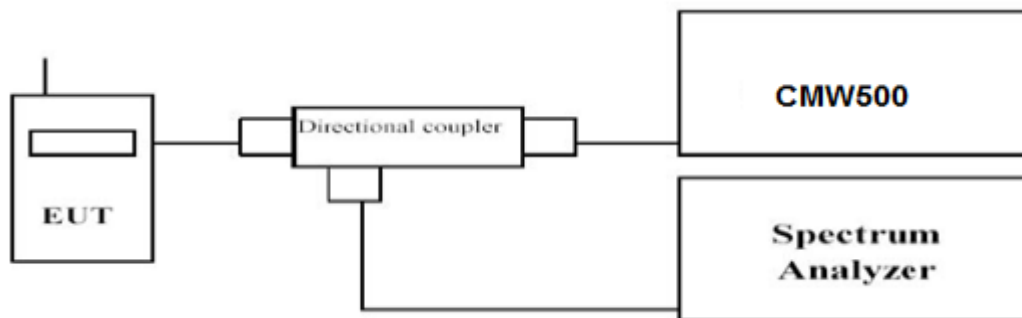 EUT
Directional coupler
CMW500
Spectrum
Analyzer